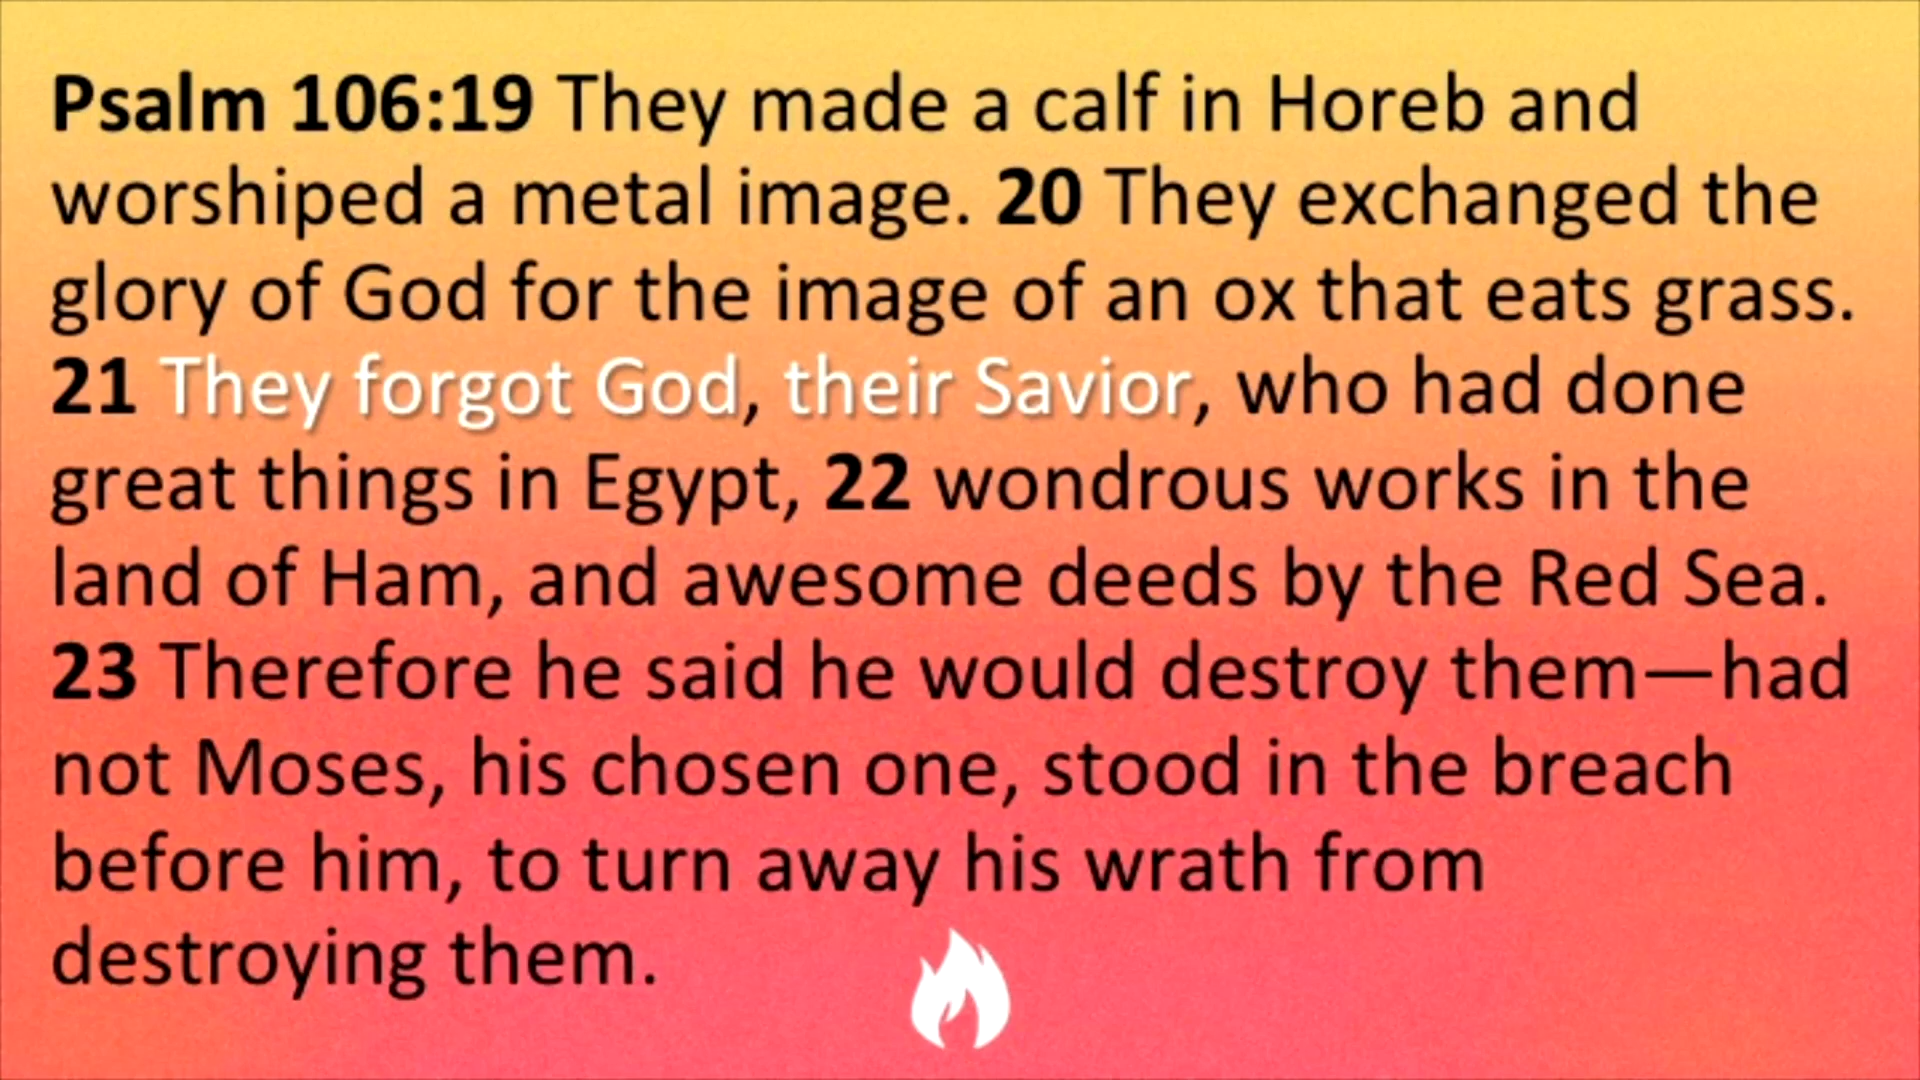 Psalm 106:19 They made a calf in Horeb and
worshiped a metal image. 20 They exchanged the
glory of God for the image of an ox that eats grass.
21 They forgot God, their Savior, who had done
great things in Egypt, 22 wondrous works in the
land of Ham, and awesome deeds by the Red Sea.
23 Therefore he said he would destroy them—had
not Moses, his chosen one, stood in the breach
before him, to turn away his wrath from
destroying them.